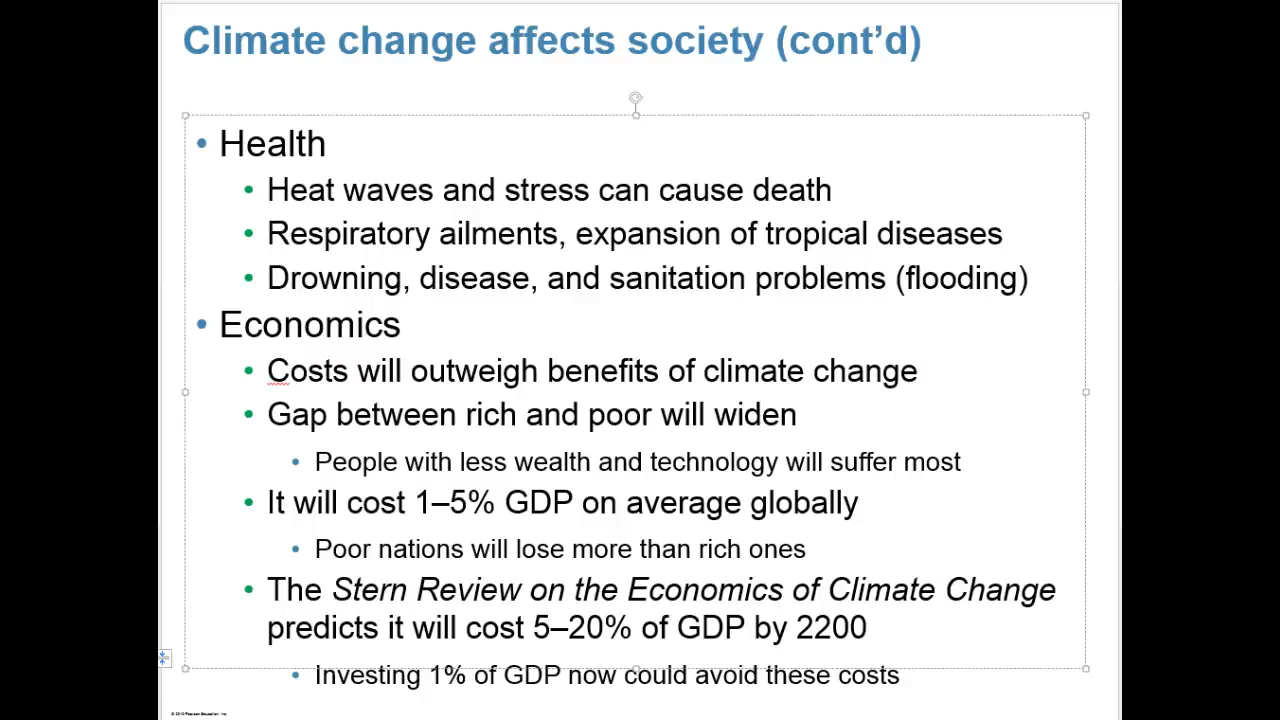 Climate change affects society (cont’d)
• Health
• Heat waves and stress can cause death
• Respiratory ailments, expansion of tropical diseases
• Drowning, disease, and sanitation problems (flooding)
• Economics
• Costs will outweigh benefits of climate change
• Gap between rich and poor will widen
• People with less wealth and technology will suffer most
• It will cost 1–5% GDP on average globally
• Poor nations will lose more than rich ones
• The Stern Review on the Economics of Climate Change
predicts it will cost 5–20% of GDP by 2200
• Investing 1% of GDP now could avoid these costs
Pearson Education, Inc.